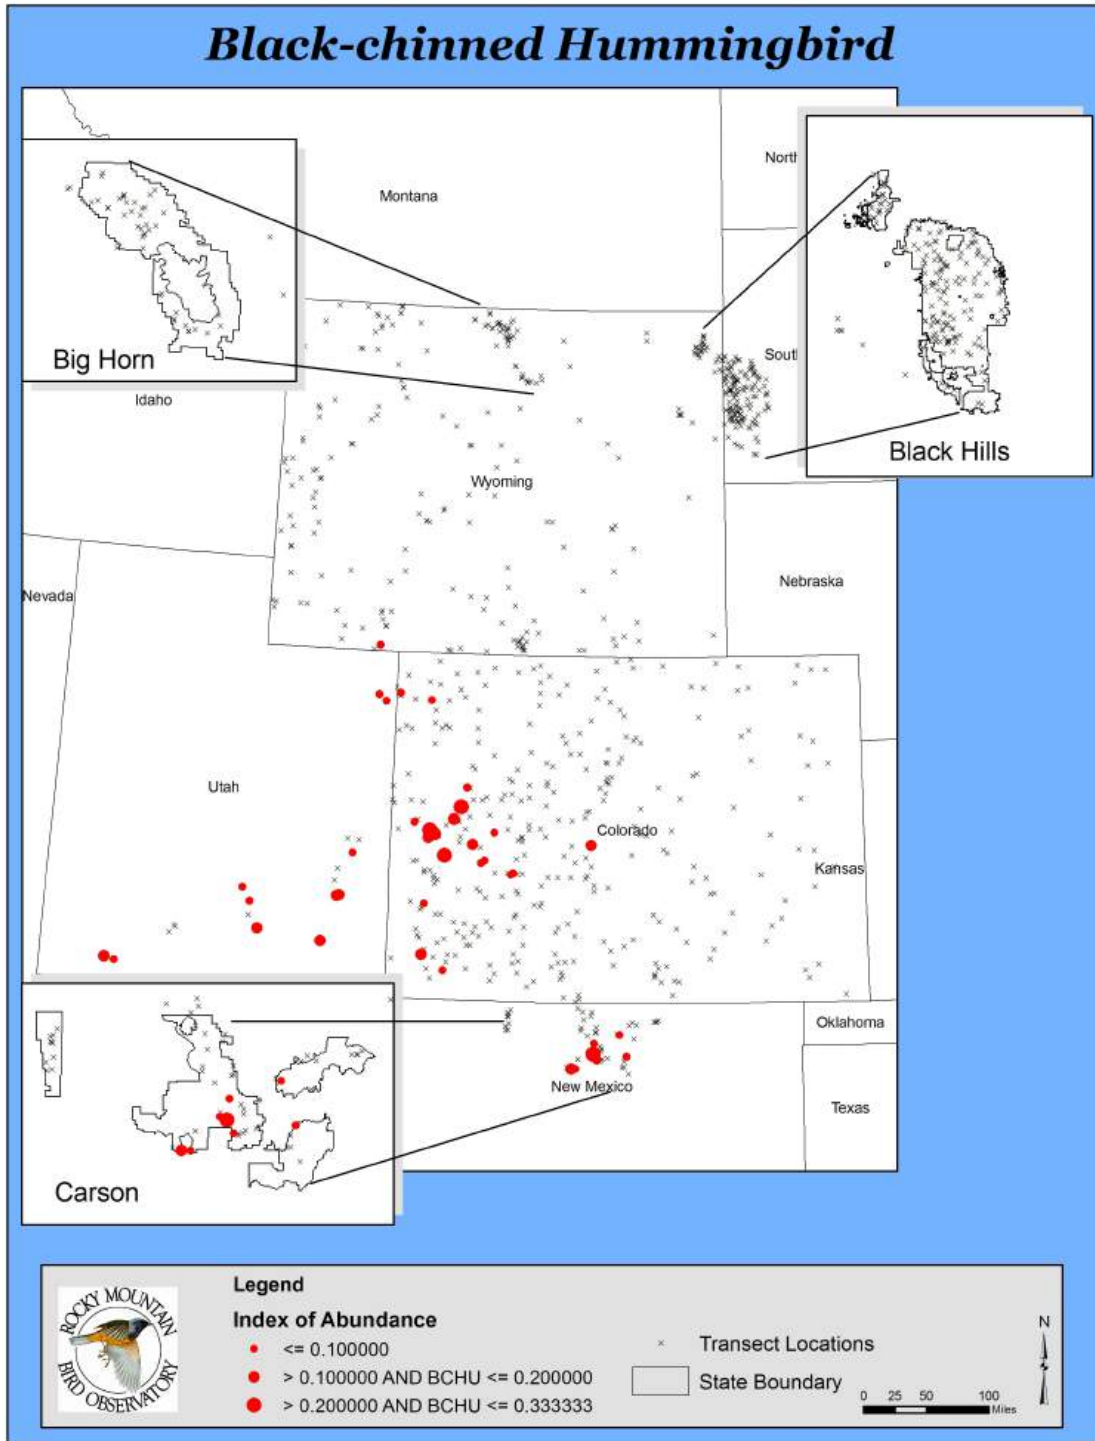 Black-chinned Hummingbird
Montana
North
Big Horn
Idaho
South
Black Hills
Wyoming
Nevada
Nebraska
Utah
Colorado
Kansas
Oklahoma
New Mexico
Texas
Carson
ROCKY MOUNTAIN
BIRD OBSERVATORY
Legend
Index of Abundance
<= 0.100000
> 0.100000 AND BCHU <= 0.200000
> 0.200000 AND BCHU <= 0.333333
Transect Locations
State Boundary
N
0 25 50 100
Miles